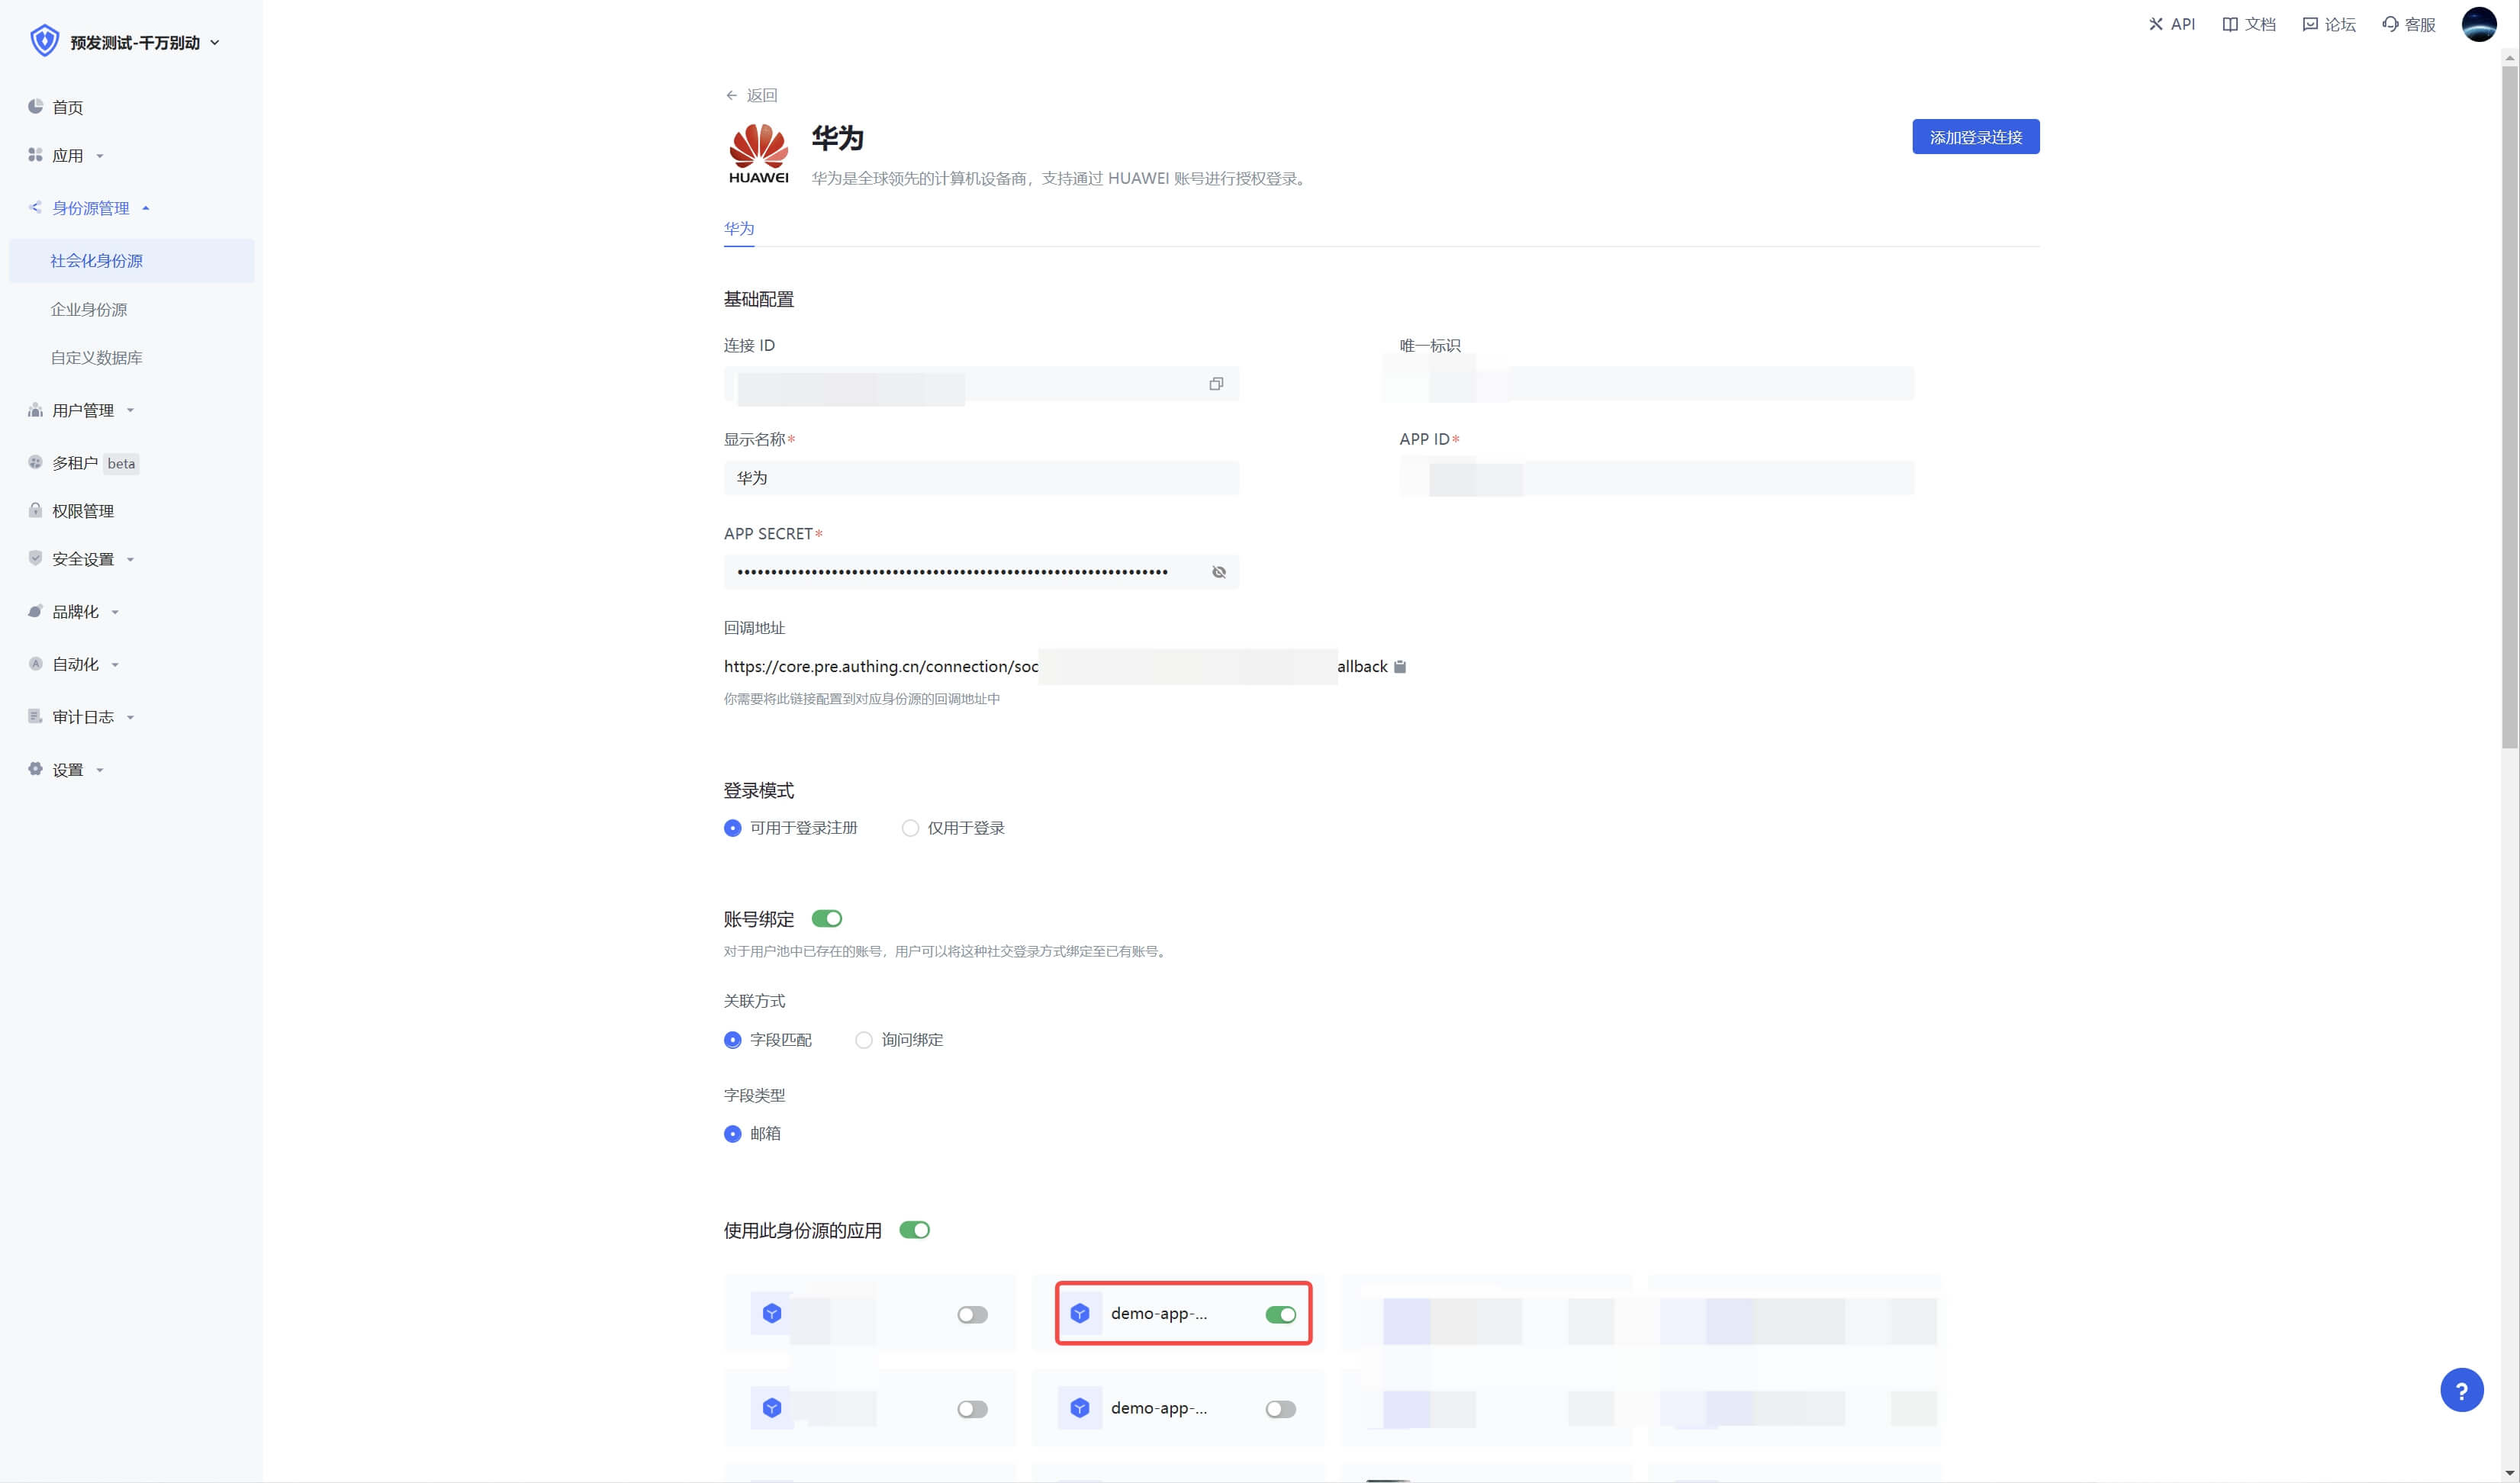 预发测试-千万别动
API
文档
论坛
客服
首页
应用
身份源管理
社会化身份源
企业身份源
自定义数据库
用户管理
多租户 beta
权限管理
安全设置
品牌化
自动化
审计日志
设置
返回
HUAWEI
华为
华为是全球领先的计算机设备商，支持通过 HUAWEI 账号进行授权登录。
添加登录连接
华为
基础配置
连接 ID
唯一标识
显示名称*
APP ID*
华为
APP SECRET*
••••••••••••••••••••••••••••••••••••••••••••••••••••••••••••••••
回调地址
https://core.pre.authing.cn/connection/soc
allback
你需要将此链接配置到对应身份源的回调地址中
登录模式
可用于登录注册
仅用于登录
账号绑定
对于用户池中已存在的账号，用户可以将这种社交登录方式绑定至已有账号。
关联方式
字段匹配
询问绑定
字段类型
邮箱
使用此身份源的应用
demo-app-...
demo-app-...
?